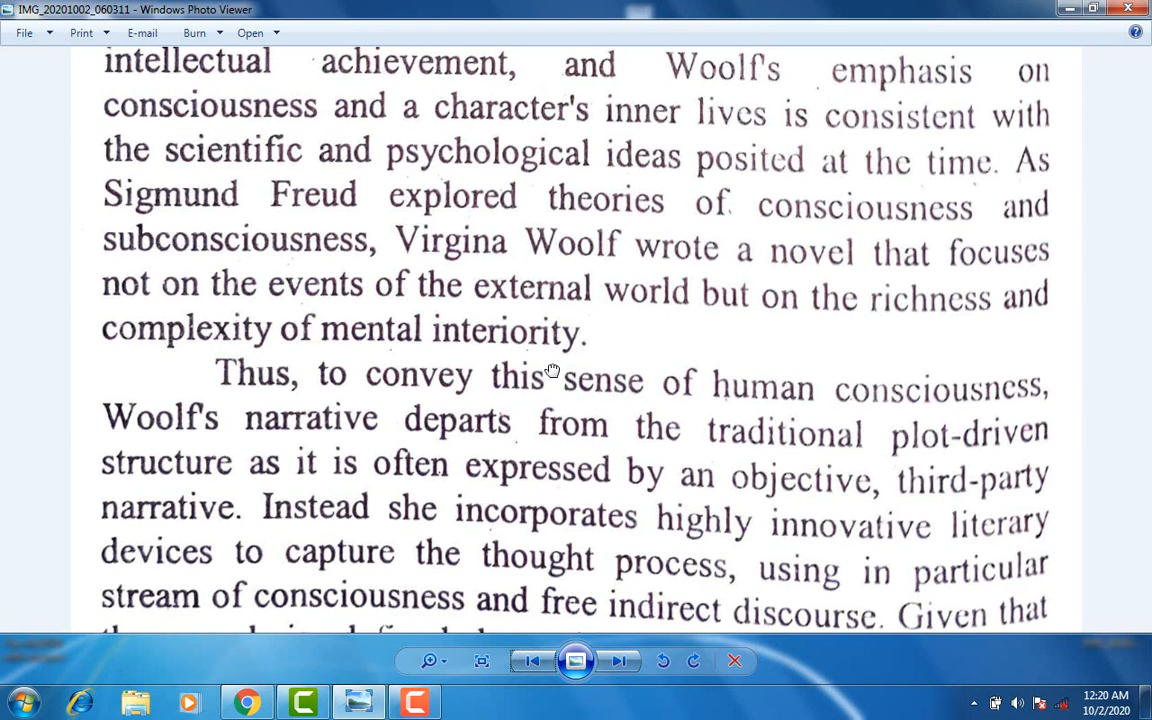 IMG_20201002_060311 - Windows Photo Viewer
File Print E-mail Burn Open
intellectual achievement, and Woolf's emphasis on
consciousness and a character's inner lives is consistent with
the scientific and psychological ideas posited at the time. As
Sigmund Freud explored theories of consciousness and
subconsciousness, Virgina Woolf wrote a novel that focuses
not on the events of the external world but on the richness and
complexity of mental interiority.
Thus, to convey this sense of human consciousness,
Woolf's narrative departs from the traditional plot-driven
structure as it is often expressed by an objective, third-party
narrative. Instead she incorporates highly innovative literary
devices to capture the thought process, using in particular
stream of consciousness and free indirect discourse. Given that
12:20 AM
10/2/2020